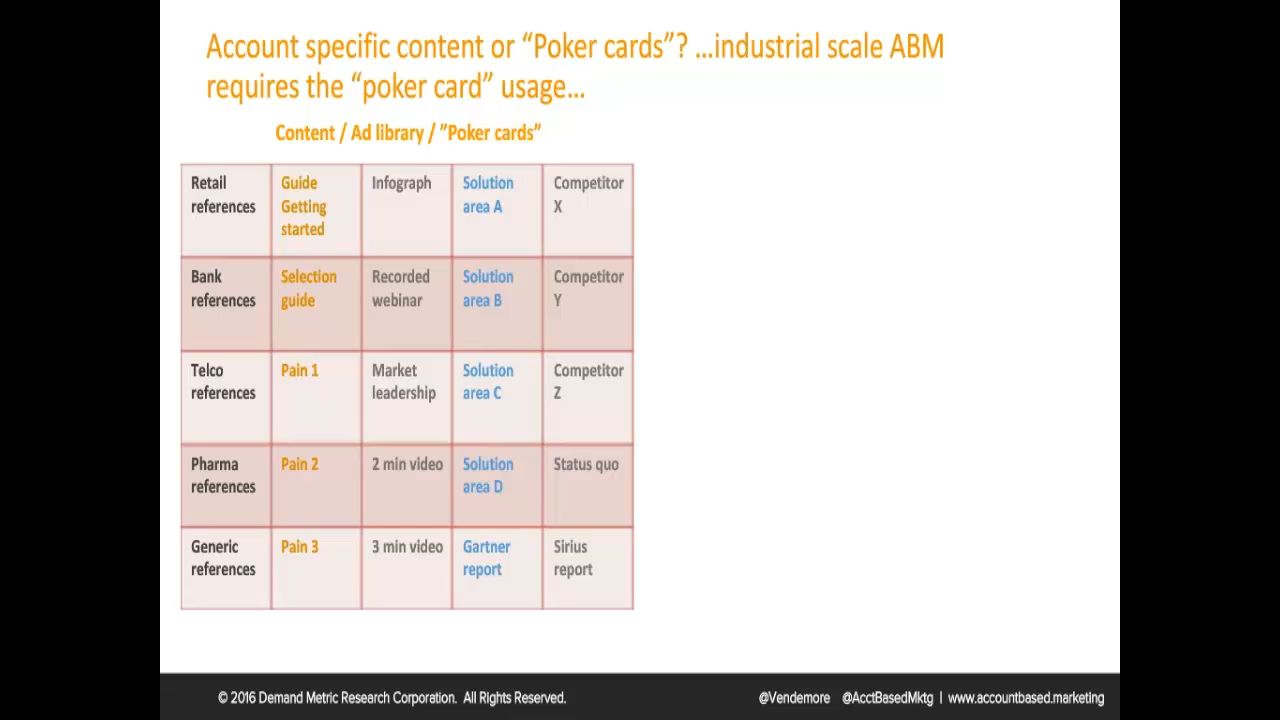 Account specific content or “Poker cards”? ...industrial scale ABM
requires the “poker card” usage...
Content / Ad library / ”Poker cards”
Retail
references
Guide
Getting
started
Infograph
Solution
area A
Competitor
X
Bank
references
Selection
guide
Recorded
webinar
Solution
area B
Competitor
Y
Telco
references
Pain 1
Market
leadership
Solution
area C
Competitor
Z
Pharma
references
Pain 2
2 min video
Solution
area D
Status quo
Generic
references
Pain 3
3 min video
Gartner
report
Sirius
report
© 2016 Demand Metric Research Corporation. All Rights Reserved.
@Vendemore @AcctBasedMktg | www.accountbased.marketing